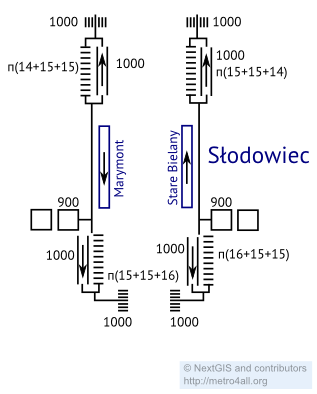 1000
1000
1000
1000
п(14+15+15)
п(15+15+14)
Marymont
Stare Bielany
Słodowiec
900
900
1000
1000
п(16+15+15)
п(15+15+16)
1000
1000
© NextGIS and contributors
http://metro4all.org